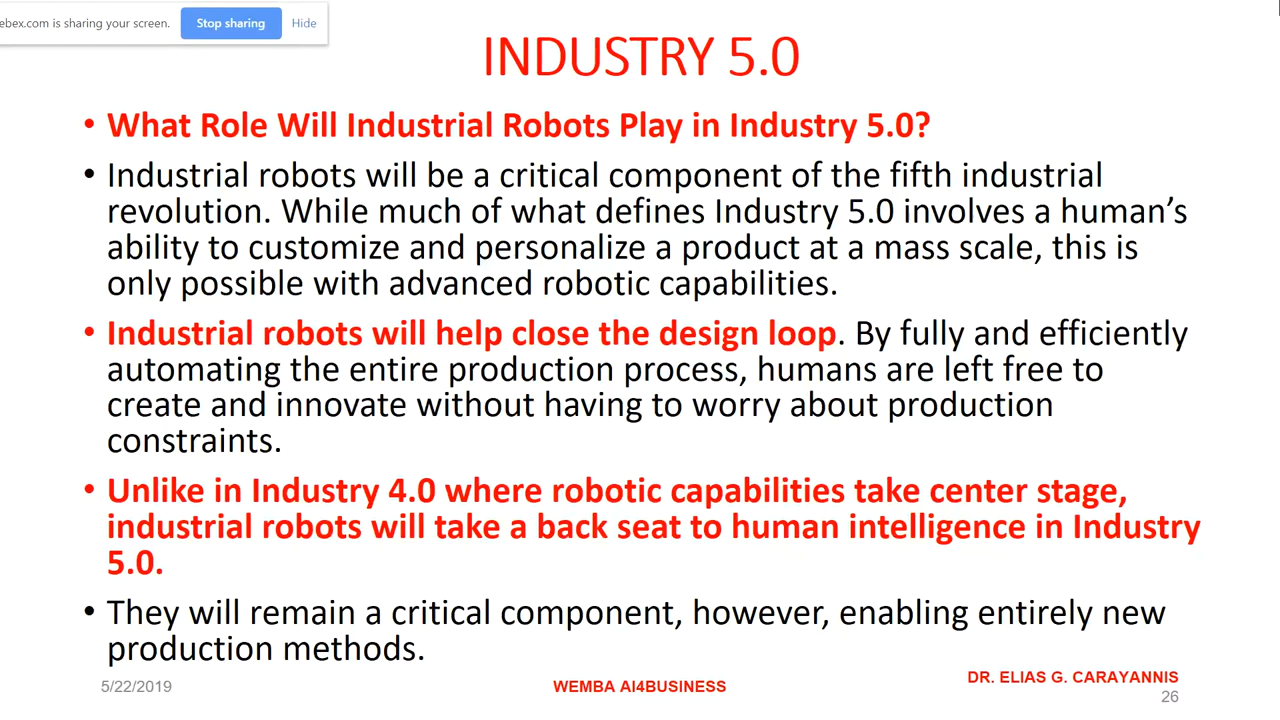 ebex.com is sharing your screen. Stop sharing Hide
INDUSTRY 5.0
• What Role Will Industrial Robots Play in Industry 5.0?
• Industrial robots will be a critical component of the fifth industrial
revolution. While much of what defines Industry 5.0 involves a human’s
ability to customize and personalize a product at a mass scale, this is
only possible with advanced robotic capabilities.
• Industrial robots will help close the design loop. By fully and efficiently
automating the entire production process, humans are left free to
create and innovate without having to worry about production
constraints.
• Unlike in Industry 4.0 where robotic capabilities take center stage,
industrial robots will take a back seat to human intelligence in Industry
5.0.
• They will remain a critical component, however, enabling entirely new
production methods.
5/22/2019
WEMBA AI4BUSINESS
DR. ELIAS G. CARAYANNIS
26